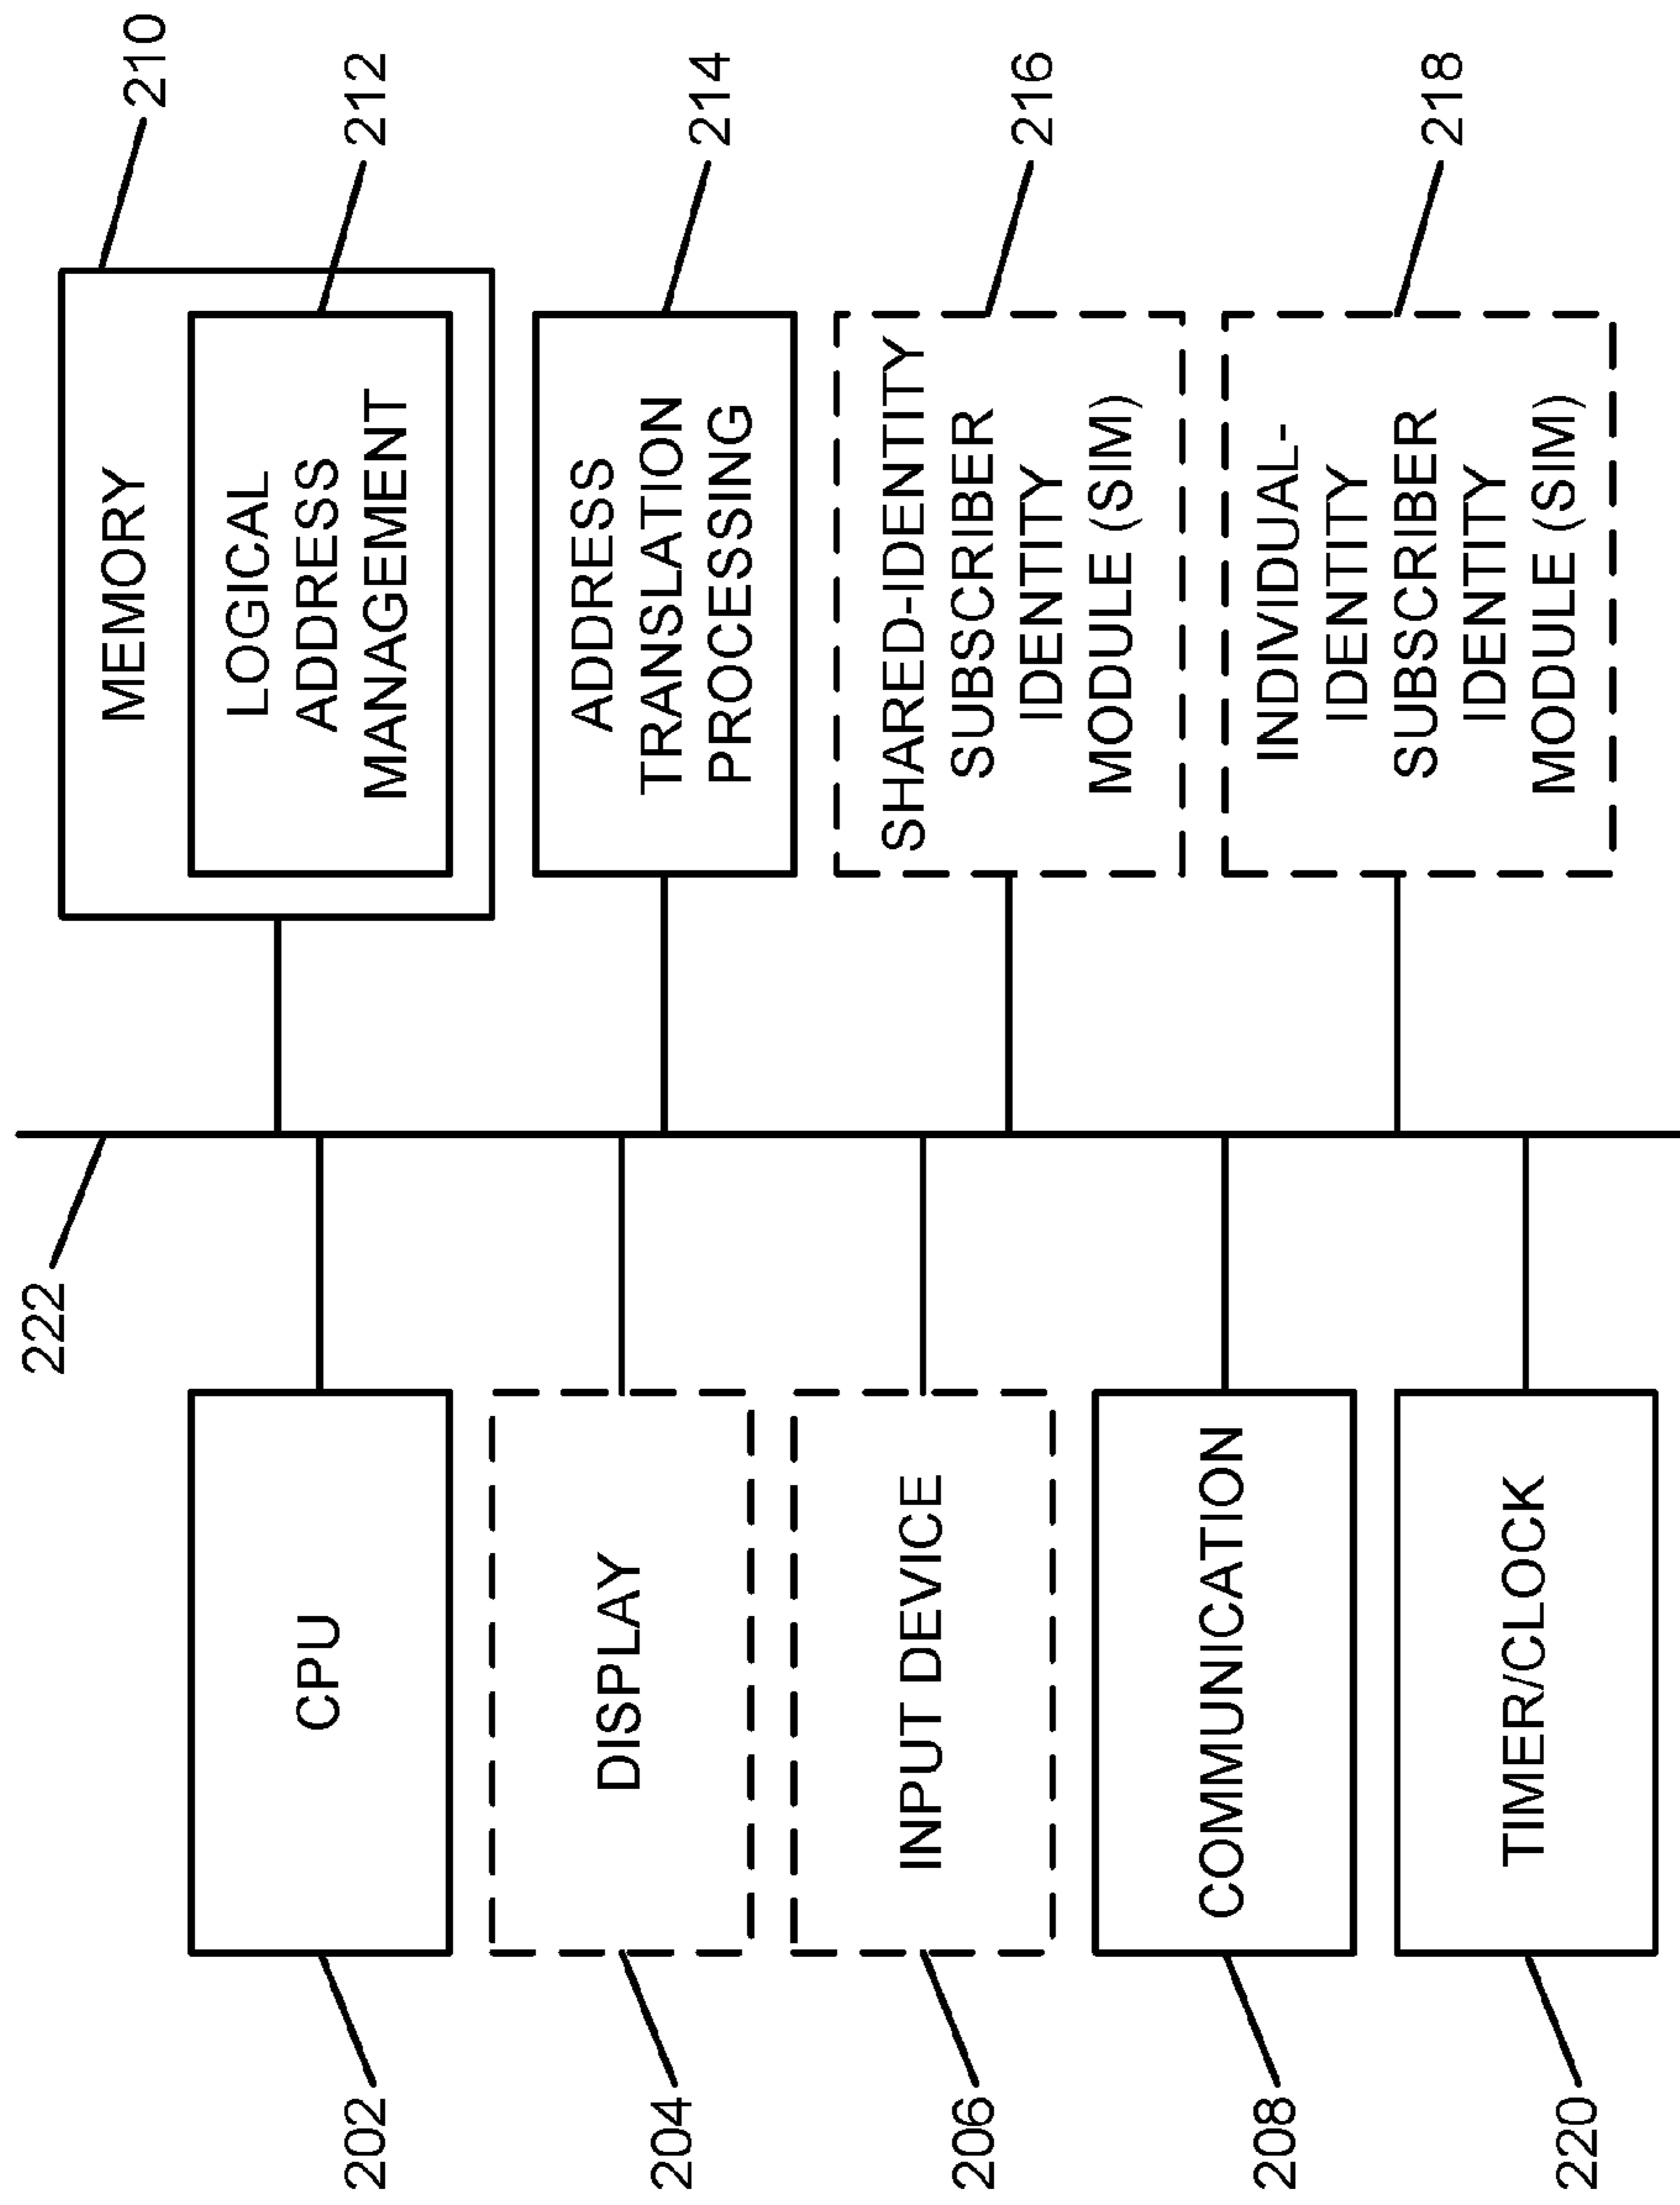 222
202
CPU
204
DISPLAY
206
INPUT DEVICE
208
COMMUNICATION
220
TIMER/CLOCK
MEMORY
210
LOGICAL
ADDRESS
MANAGEMENT
212
ADDRESS
TRANSLATION
PROCESSING
214
SHARED-IDENTITY
SUBSCRIBER
IDENTITY
MODULE (SIM)
216
INDIVIDUAL-
IDENTITY
SUBSCRIBER
IDENTITY
MODULE (SIM)
218